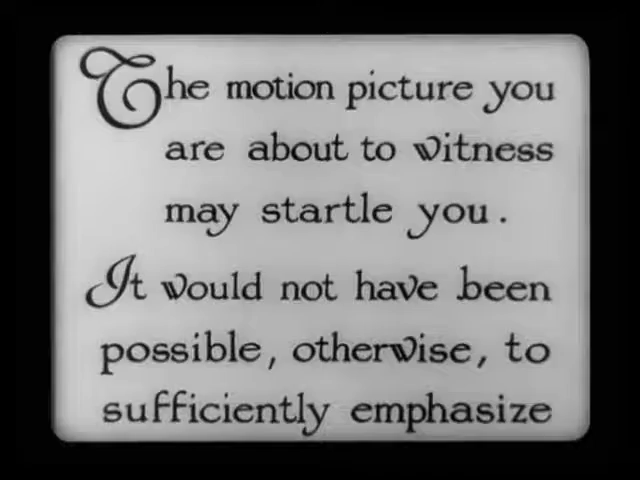 The motion picture you
are about to witness
may startle you.
It would not have been
possible, otherwise, to
sufficiently emphasize